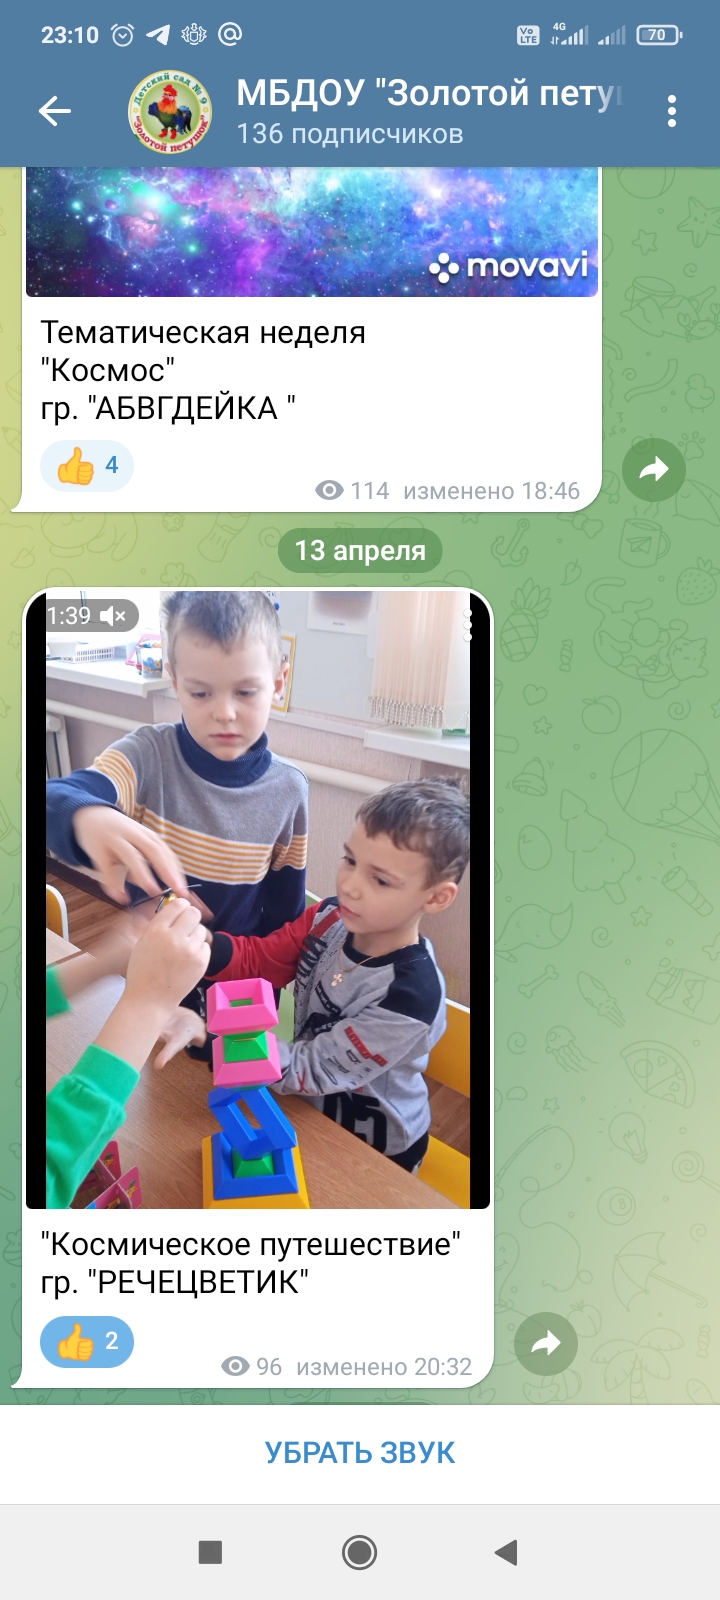 23:10
Vo LTE
4G
70
Детский сад № 9
"Золотой петушок"
МБДОУ "Золотой пету
136 подписчиков
movavi
Тематическая неделя
"Космос"
гр. "АБВГДЕЙКА "
4
114 изменено 18:46
13 апреля
1:39
05
"Космическое путешествие"
гр. "РЕЧЕЦВЕТИК"
2
96 изменено 20:32
УБРАТЬ ЗВУК